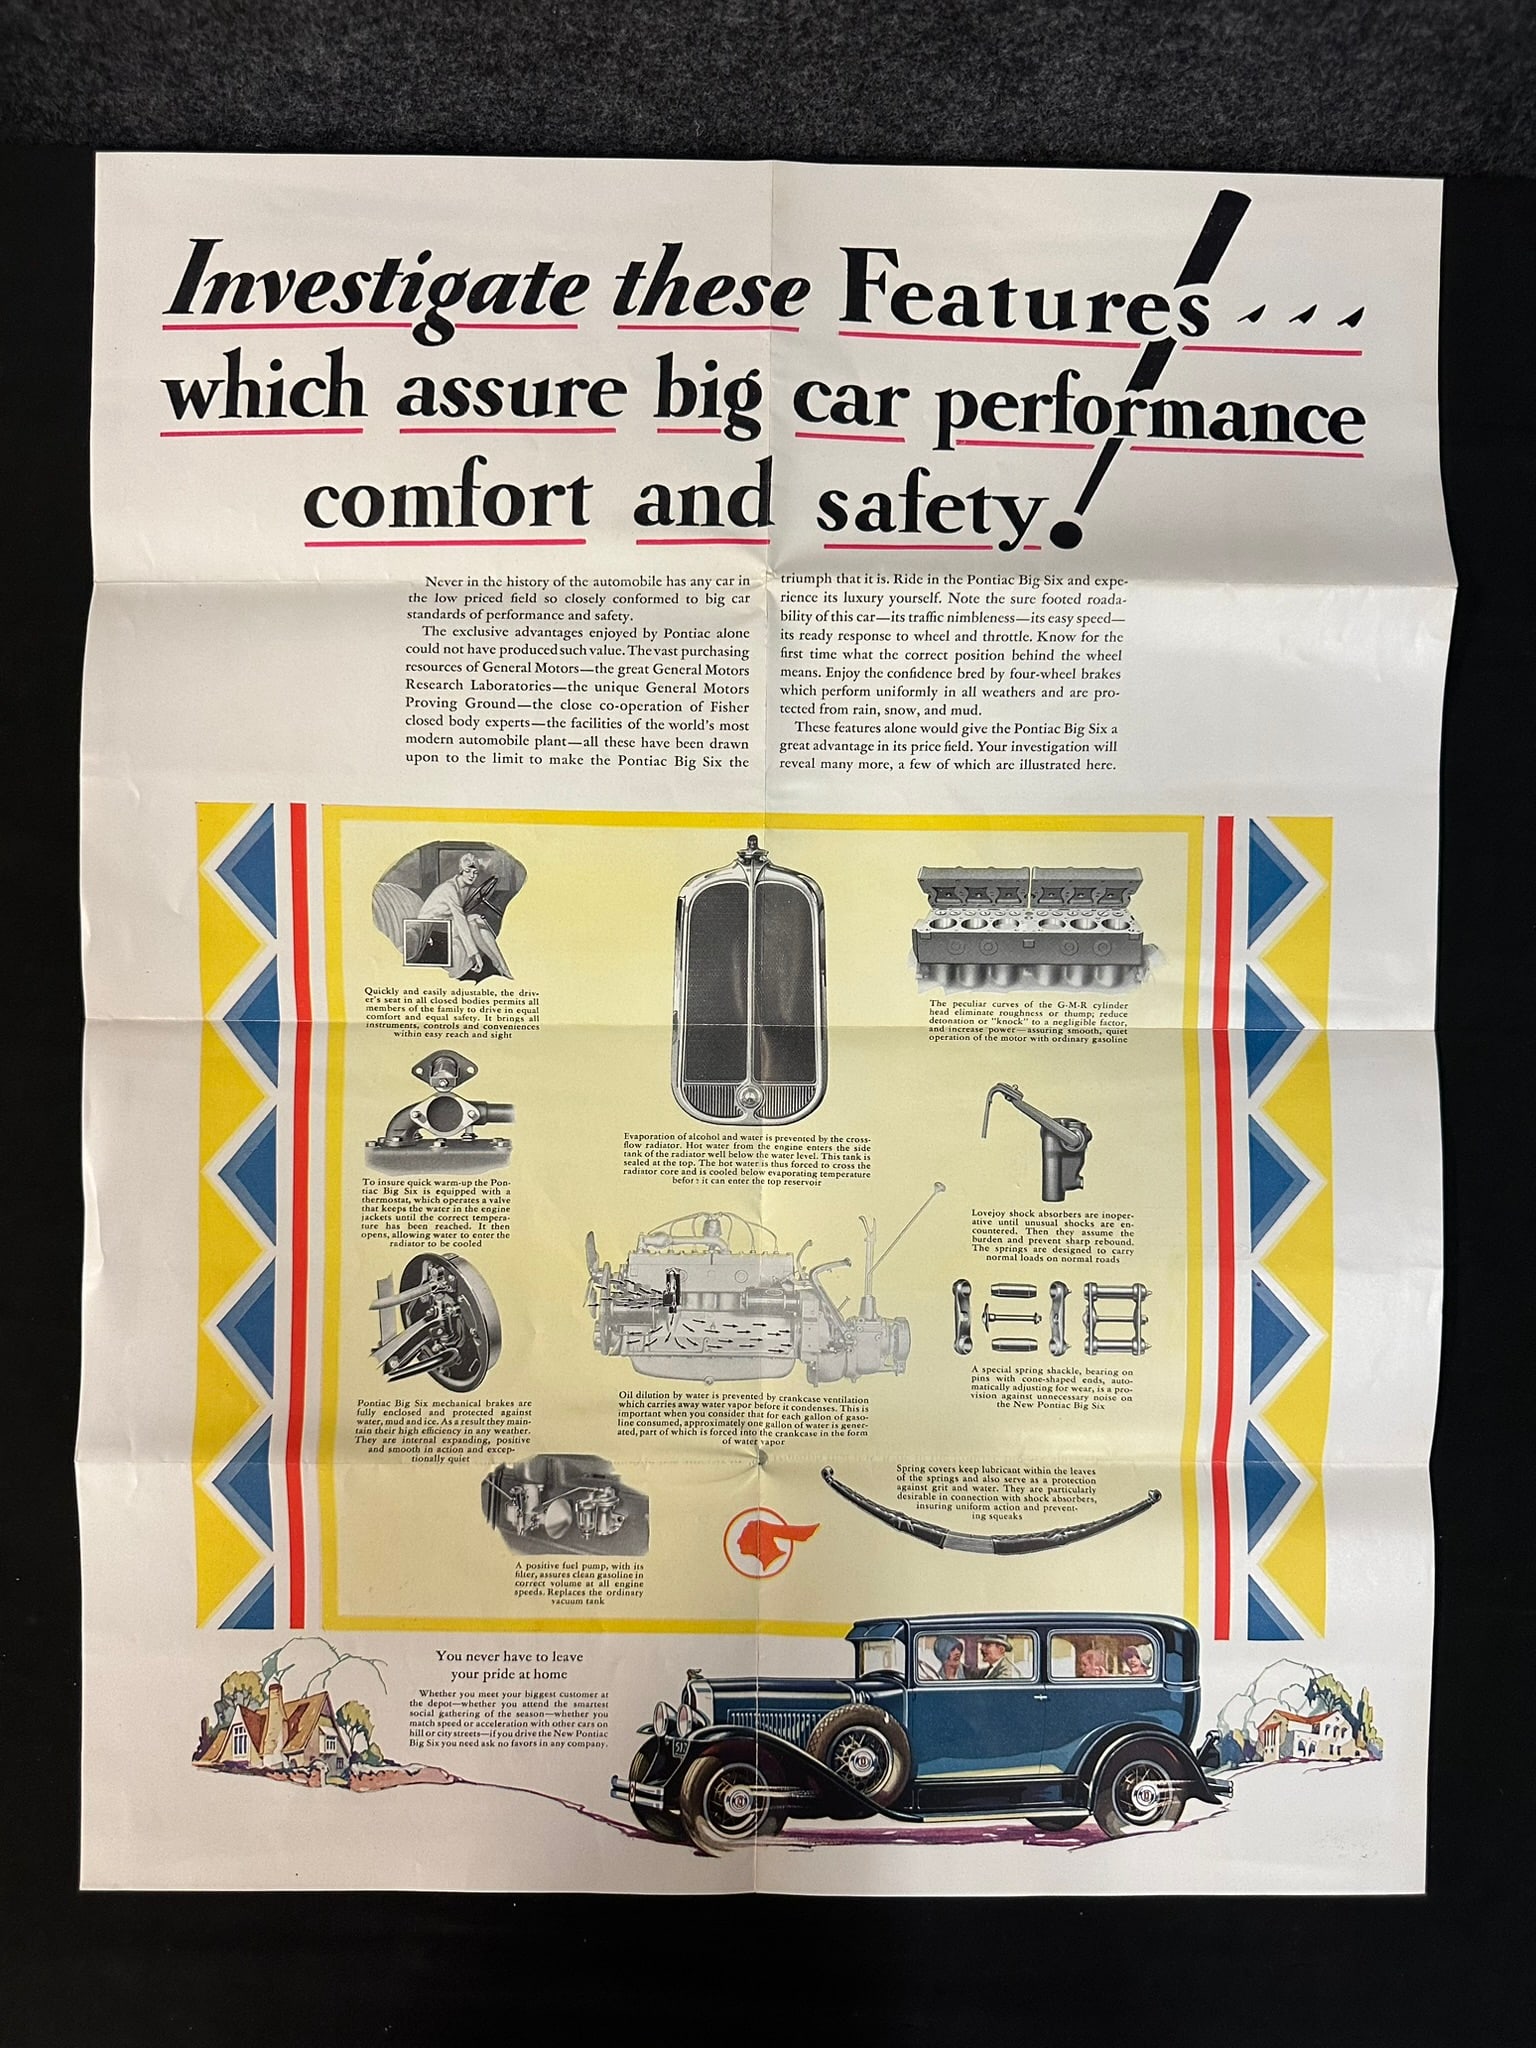 Investigate these Features...
which assure big car performance
comfort and safety!
Never in the history of the automobile has any car in
the low priced field so closely conformed to big car
standards of performance and safety.
The exclusive advantages enjoyed by Pontiac alone
could not have produced such value. The vast purchasing
resources of General Motors—the great General Motors
Research Laboratories—the unique General Motors
Proving Ground—the close co-operation of Fisher
closed body experts—the facilities of the world's most
modern automobile plant—all these have been drawn
upon to the limit to make the Pontiac Big Six the
triumph that it is. Ride in the Pontiac Big Six and expe-
rience its luxury yourself. Note the sure footed roada-
bility of this car—its traffic nimbleness—its easy speed—
its ready response to wheel and throttle. Know for the
first time what the correct position behind the wheel
means. Enjoy the confidence bred by four-wheel brakes
which perform uniformly in all weathers and are pro-
tected from rain, snow, and mud.
These features alone would give the Pontiac Big Six a
great advantage in its price field. Your investigation will
reveal many more, a few of which are illustrated here.
Quickly and easily adjustable, the driv-
er's seat in all closed bodies permits all
members of the family to drive in equal
comfort and equal safety. It brings all
instruments, controls and conveniences
within easy reach and sight
The peculiar curves of the G-M-R cylinder
head eliminate roughness or thump; reduce
detonation or "knock" to a negligible factor,
and increase power—assuring smooth, quiet
operation of the motor with ordinary gasoline
Evaporation of alcohol and water is prevented by the cross-
flow radiator. Hot water from the engine enters the side
tank of the radiator well below the water level. This tank is
sealed at the top. The hot water is thus forced to cross the
radiator core and is cooled below evaporating temperature
before it can enter the top reservoir
To insure quick warm-up the Pon-
tiac Big Six is equipped with a
thermostat, which operates a valve
that keeps the water in the engine
jackets until the correct tempera-
ture has been reached. It then
opens, allowing water to enter the
radiator to be cooled
Lovejoy shock absorbers are inoper-
ative until unusual shocks are en-
countered. Then they assume the
burden and prevent sharp rebound.
The springs are designed to carry
normal loads on normal roads
A special spring shackle, bearing on
pins with cone-shaped ends, auto-
matically adjusting for wear, is a pro-
vision against unnecessary noise on
the New Pontiac Big Six
Pontiac Big Six mechanical brakes are
fully enclosed and protected against
water, mud and ice. As a result they main-
tain their high efficiency in any weather.
They are internal expanding, positive
and smooth in action and excep-
tionally quiet
Oil dilution by water is prevented by crankcase ventilation
which carries away water vapor before it condenses. This is
important when you consider that for each gallon of gaso-
line consumed, approximately one gallon of water is gener-
ated, part of which is forced into the crankcase in the form
of water vapor
Spring covers keep lubricant within the leaves
of the springs and also serve as a protection
against grit and water. They are particularly
desirable in connection with shock absorbers,
insuring uniform action and prevent-
ing squeaks
A positive fuel pump, with its
filter, assures clean gasoline in
correct volume at all engine
speeds. Replaces the ordinary
vacuum tank
You never have to leave
your pride at home
Whether you meet your biggest customer at
the depot—whether you attend the smartest
social gathering of the season—whether you
match speed or acceleration with other cars on
hill or city streets—if you drive the New Pontiac
Big Six you need ask no favors in any company.